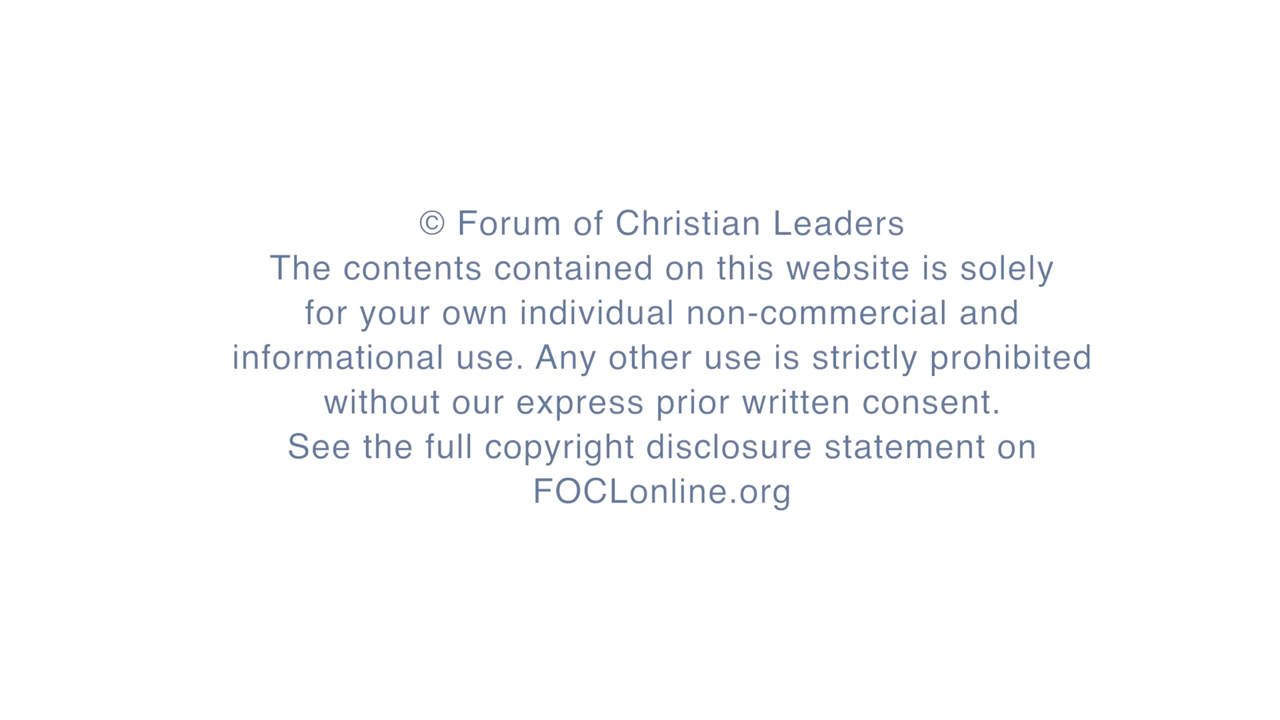 © Forum of Christian Leaders
The contents contained on this website is solely
for your own individual non-commercial and
informational use. Any other use is strictly prohibited
without our express prior written consent.
See the full copyright disclosure statement on
FOCLonline.org